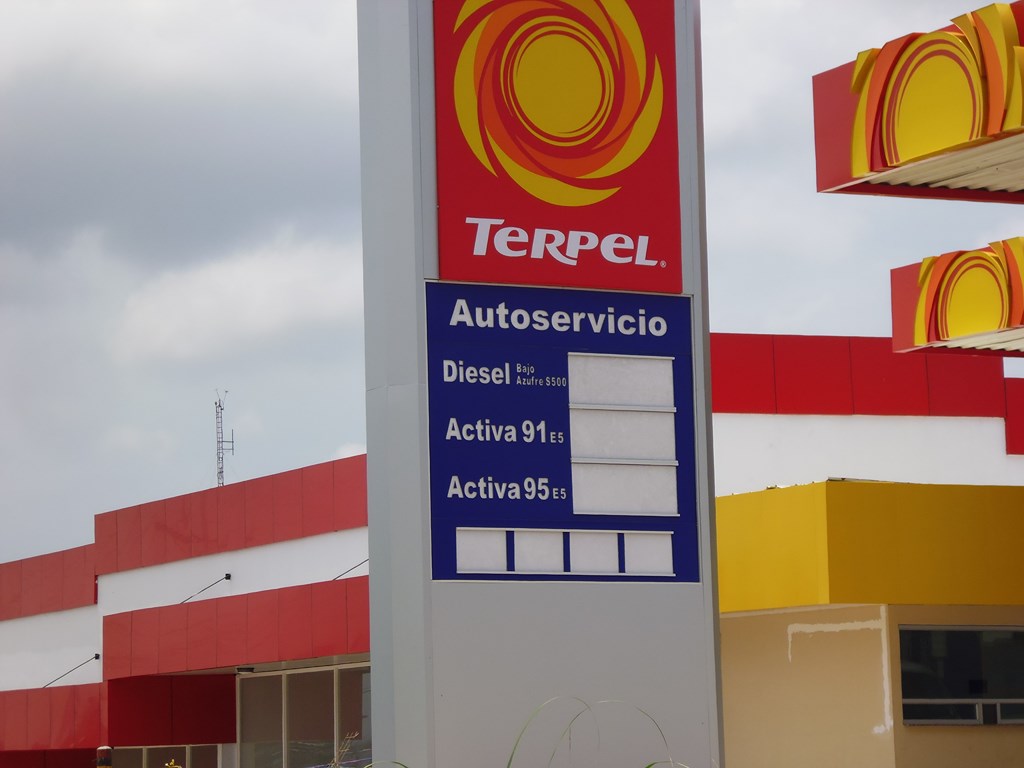 TERPEL®
Autoservicio
Diesel Bajo Azufre S500
Activa 91 E5
Activa 95 E5